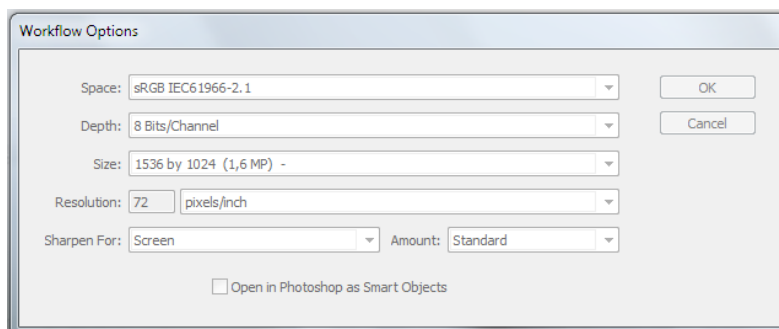 Workflow Options
Space: sRGB IEC61966-2.1 OK
Depth: 8 Bits/Channel Cancel
Size: 1536 by 1024 (1,6 MP) -
Resolution: 72 pixels/inch
Sharpen For: Screen Amount: Standard
Open in Photoshop as Smart Objects